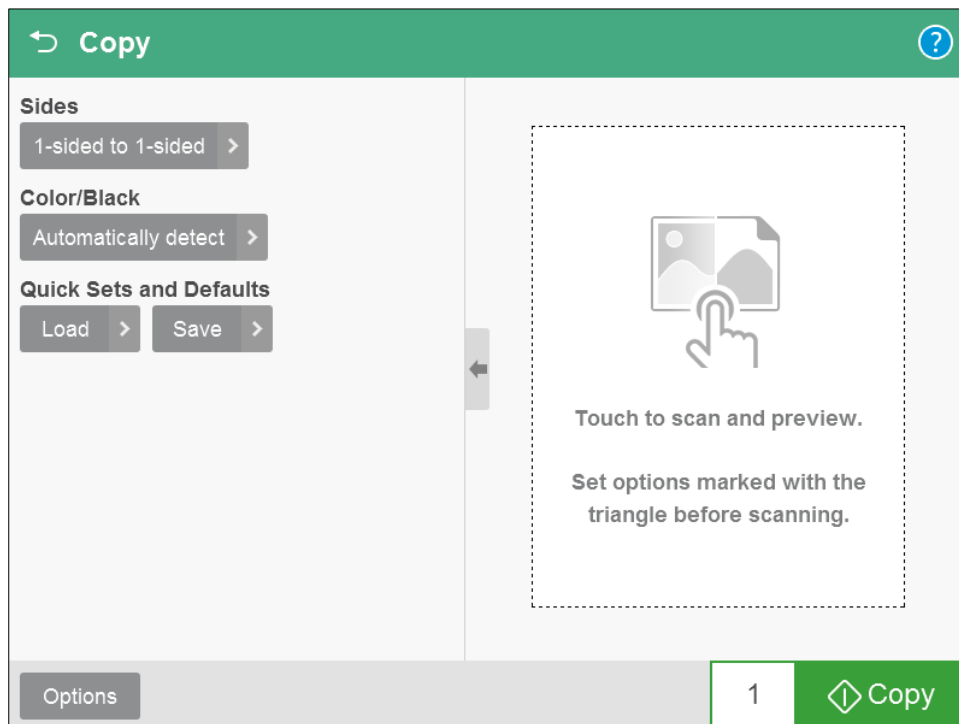 Copy
?
Sides
1-sided to 1-sided
Color/Black
Automatically detect
Quick Sets and Defaults
Load Save
Touch to scan and preview.
Set options marked with the
triangle before scanning.
Options 1 Copy